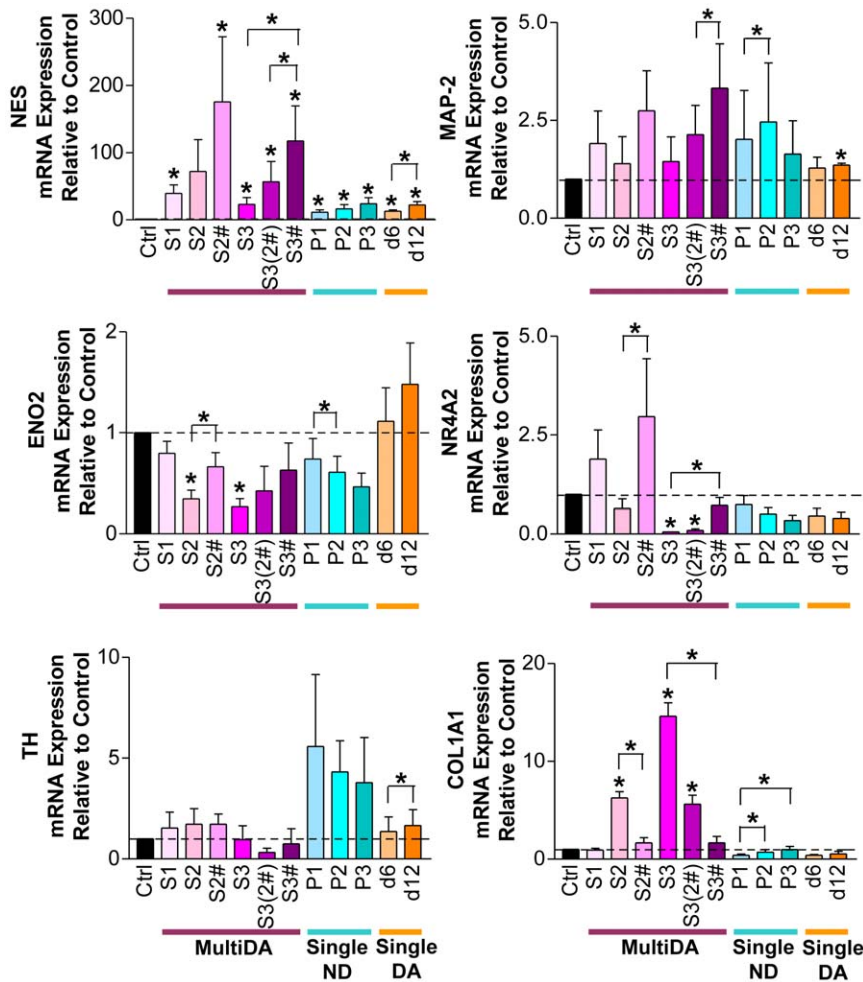 NES
mRNA Expression
Relative to Control
300
200
100
0
*
*
*
*
*
*
*
*
*
*
*
*
*
*
Ctrl
S1
S2
S2#
S3
S3(2#)
S3#
P1
P2
P3
d6
d12
MAP-2
mRNA Expression
Relative to Control
5.0
2.5
0.0
*
*
*
Ctrl
S1
S2
S2#
S3
S3(2#)
S3#
P1
P2
P3
d6
d12
ENO2
mRNA Expression
Relative to Control
2
1
0
*
*
*
*
Ctrl
S1
S2
S2#
S3
S3(2#)
S3#
P1
P2
P3
d6
d12
NR4A2
mRNA Expression
Relative to Control
5.0
2.5
0.0
*
*
*
*
Ctrl
S1
S2
S2#
S3
S3(2#)
S3#
P1
P2
P3
d6
d12
TH
mRNA Expression
Relative to Control
10
5
0
*
Ctrl
S1
S2
S2#
S3
S3(2#)
S3#
P1
P2
P3
d6
d12
MultiDA
Single
ND
Single
DA
COL1A1
mRNA Expression
Relative to Control
20
10
0
*
*
*
*
*
*
*
Ctrl
S1
S2
S2#
S3
S3(2#)
S3#
P1
P2
P3
d6
d12
MultiDA
Single
ND
Single
DA